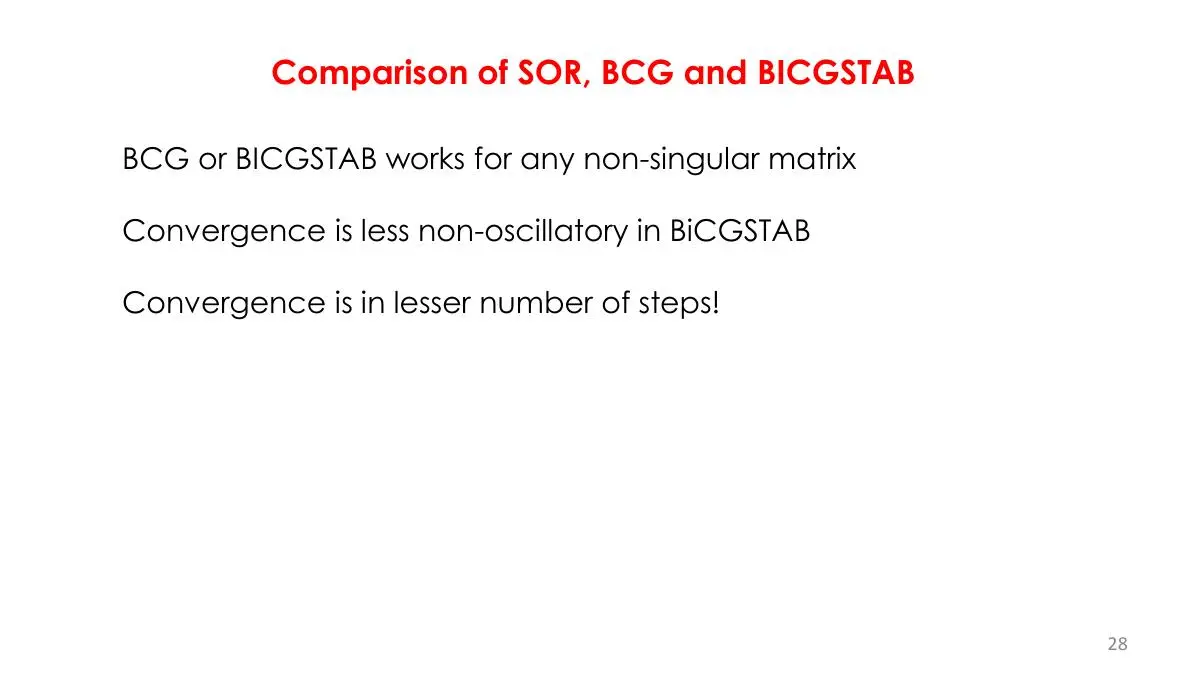 Comparison of SOR, BCG and BICGSTAB
BCG or BICGSTAB works for any non-singular matrix
Convergence is less non-oscillatory in BiCGSTAB
Convergence is in lesser number of steps!
28